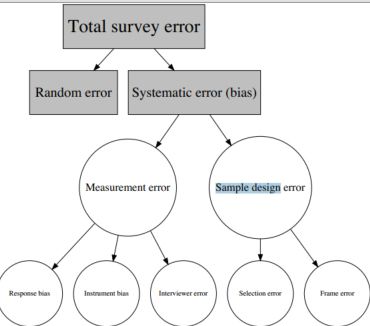 Total survey error
Random error
Systematic error (bias)
Measurement error
Sample design error
Response bias
Instrument bias
Interviewer error
Selection error
Frame error